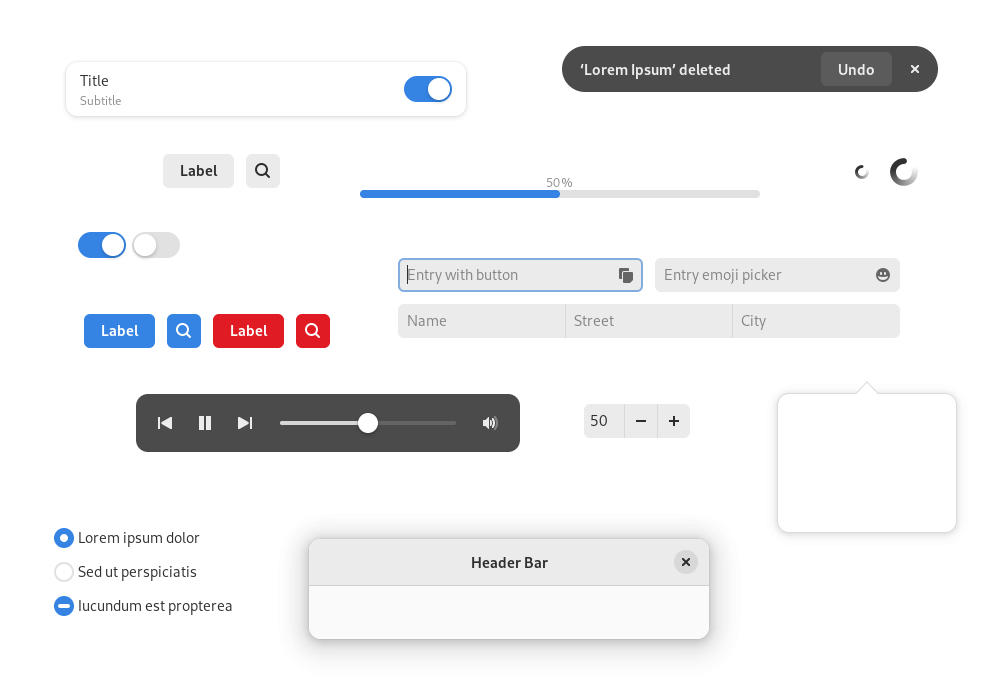 Title
Subtitle
‘Lorem Ipsum’ deleted
Undo
Label
50%
Entry with button
Entry emoji picker
Name
Street
City
Label
Label
50
Lorem ipsum dolor
Sed ut perspiciatis
Iucundum est propterea
Header Bar